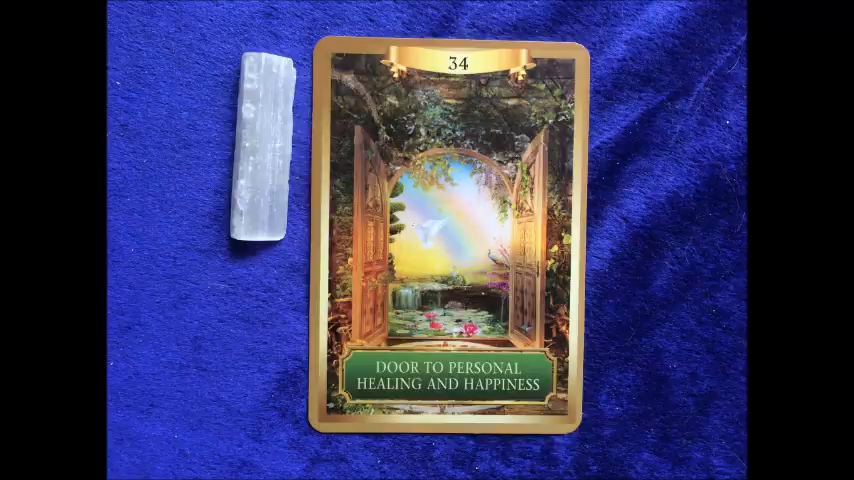 34
DOOR TO PERSONAL
HEALING AND HAPPINESS